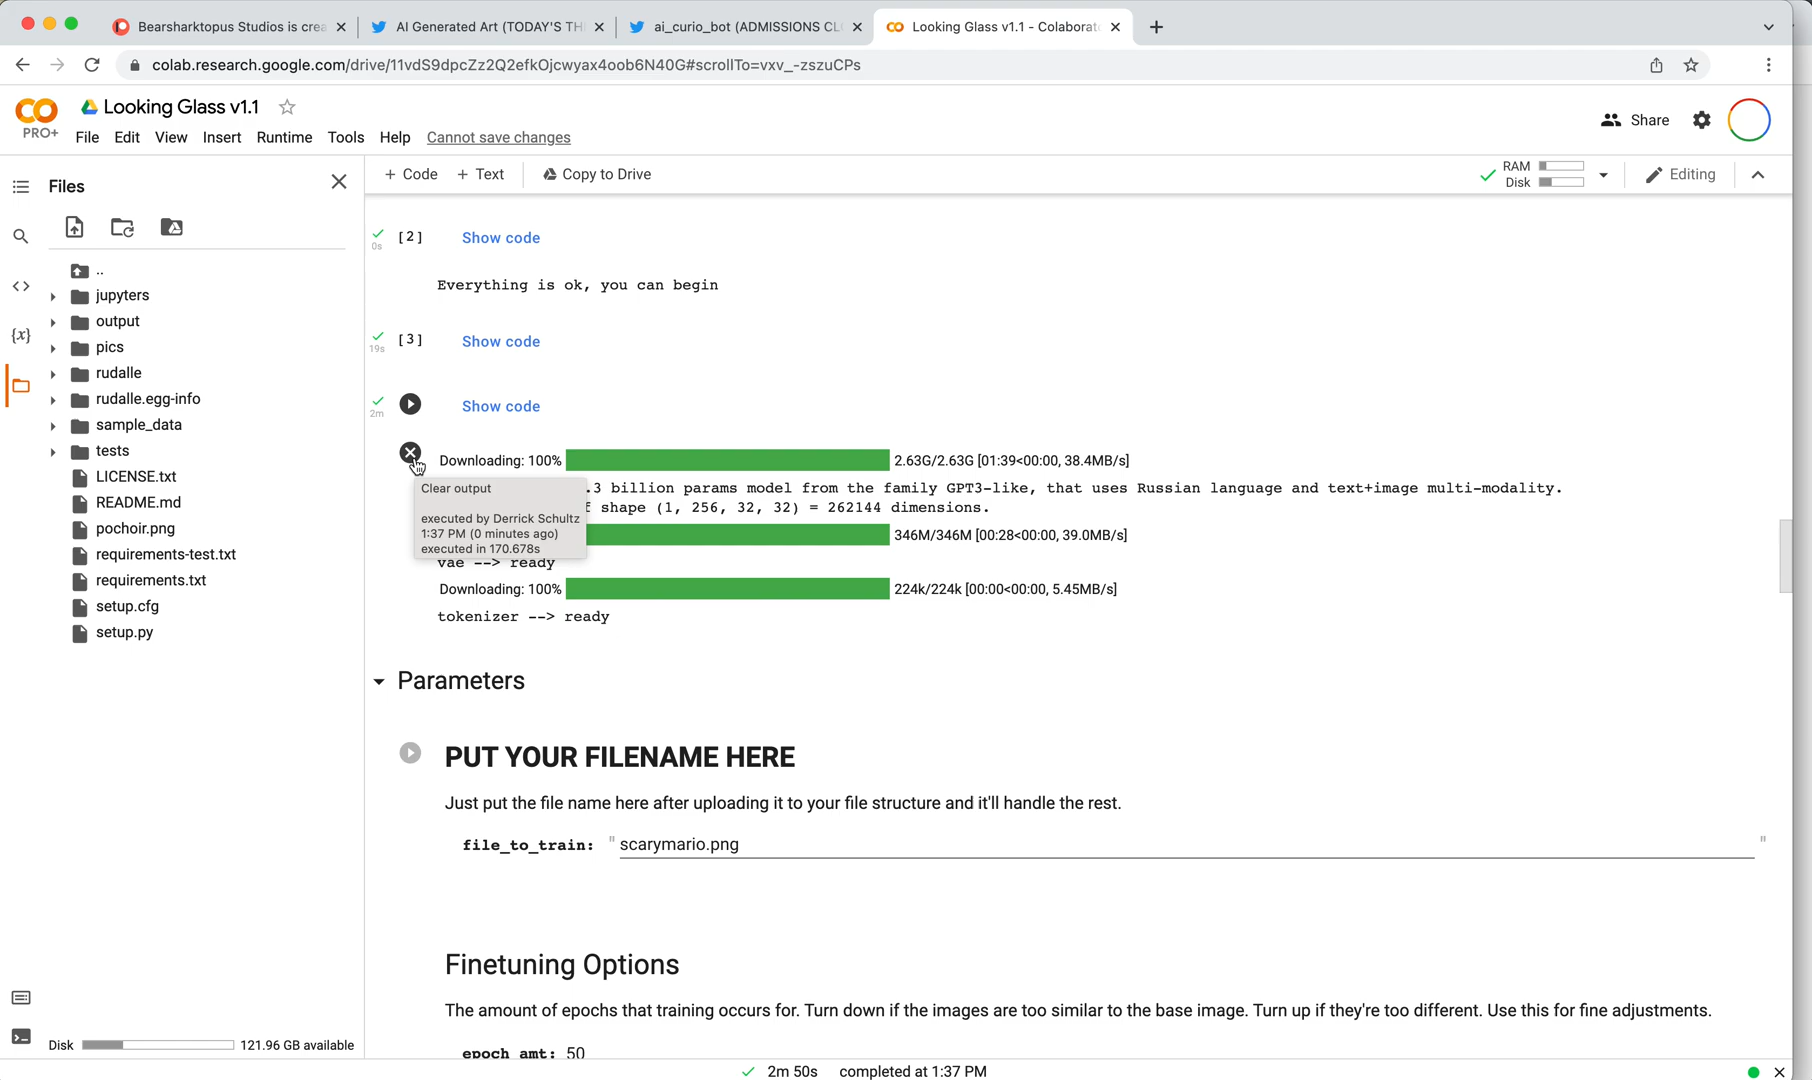 Bearsharktopus Studios is crea
AI Generated Art (TODAY'S TH
ai_curio_bot (ADMISSIONS CL
Looking Glass v1.1 - Colaborat
colab.research.google.com/drive/11vdS9dpcZz2Q2efkOjcwyax4oob6N40G#scrollTo=vxv_-zszuCPs
PRO+
Looking Glass v1.1
File Edit View Insert Runtime Tools Help Cannot save changes
Share
Files
+ Code + Text Copy to Drive
RAM
Disk
Editing
..
jupyters
output
pics
rudalle
rudalle.egg-info
sample_data
tests
LICENSE.txt
README.md
pochoir.png
requirements-test.txt
requirements.txt
setup.cfg
setup.py
Disk 121.96 GB available
0s [2] Show code
Everything is ok, you can begin
19s [3] Show code
2m Show code
Downloading: 100% 2.63G/2.63G [01:39<00:00, 38.4MB/s]
.3 billion params model from the family GPT3-like, that uses Russian language and text+image multi-modality.
f shape (1, 256, 32, 32) = 262144 dimensions.
346M/346M [00:28<00:00, 39.0MB/s]
Clear output
executed by Derrick Schultz
1:37 PM (0 minutes ago)
executed in 170.678s
vae --> ready
Downloading: 100% 224k/224k [00:00<00:00, 5.45MB/s]
tokenizer --> ready
Parameters
PUT YOUR FILENAME HERE
Just put the file name here after uploading it to your file structure and it'll handle the rest.
file_to_train: "scarymario.png"
Finetuning Options
The amount of epochs that training occurs for. Turn down if the images are too similar to the base image. Turn up if they're too different. Use this for fine adjustments.
epoch_amt: 50
2m 50s completed at 1:37 PM